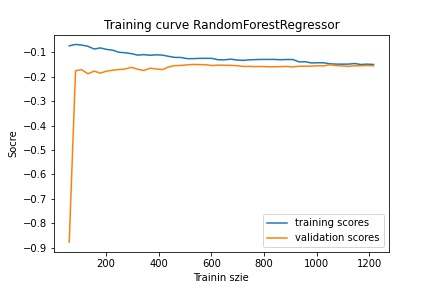 Training curve RandomForestRegressor
−0.1
−0.2
−0.3
−0.4
−0.5
−0.6
−0.7
−0.8
−0.9
Socre
training scores
validation scores
200 400 600 800 1000 1200
Trainin szie